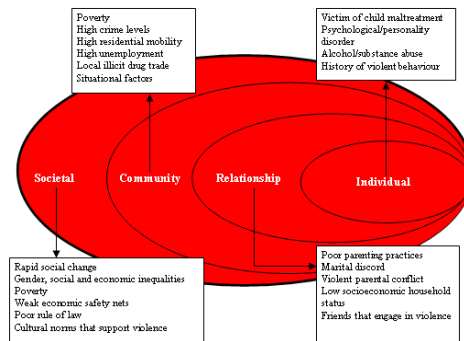 Poverty
High crime levels
High residential mobility
High unemployment
Local illicit drug trade
Situational factors
Victim of child maltreatment
Psychological/personality
disorder
Alcohol/substance abuse
History of violent behaviour
Societal
Community
Relationship
Individual
Rapid social change
Gender, social and economic inequalities
Poverty
Weak economic safety nets
Poor rule of law
Cultural norms that support violence
Poor parenting practices
Marital discord
Violent parental conflict
Low socioeconomic household
status
Friends that engage in violence